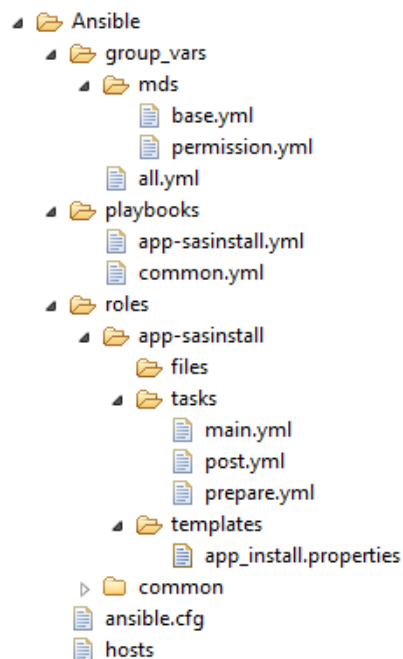 Ansible
group_vars
mds
base.yml
permission.yml
all.yml
playbooks
app-sasinstall.yml
common.yml
roles
app-sasinstall
files
tasks
main.yml
post.yml
prepare.yml
templates
app_install.properties
common
ansible.cfg
hosts